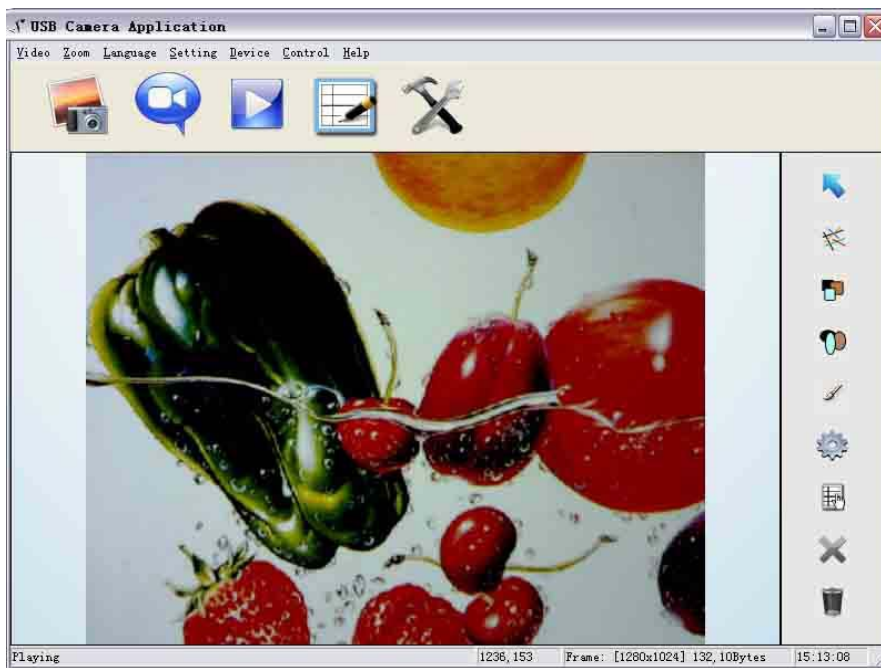 USB Camera Application
Video Zoom Language Setting Device Control Help
Playing 1236,153 Frame: [1280x1024] 132,10Bytes 15:13:08